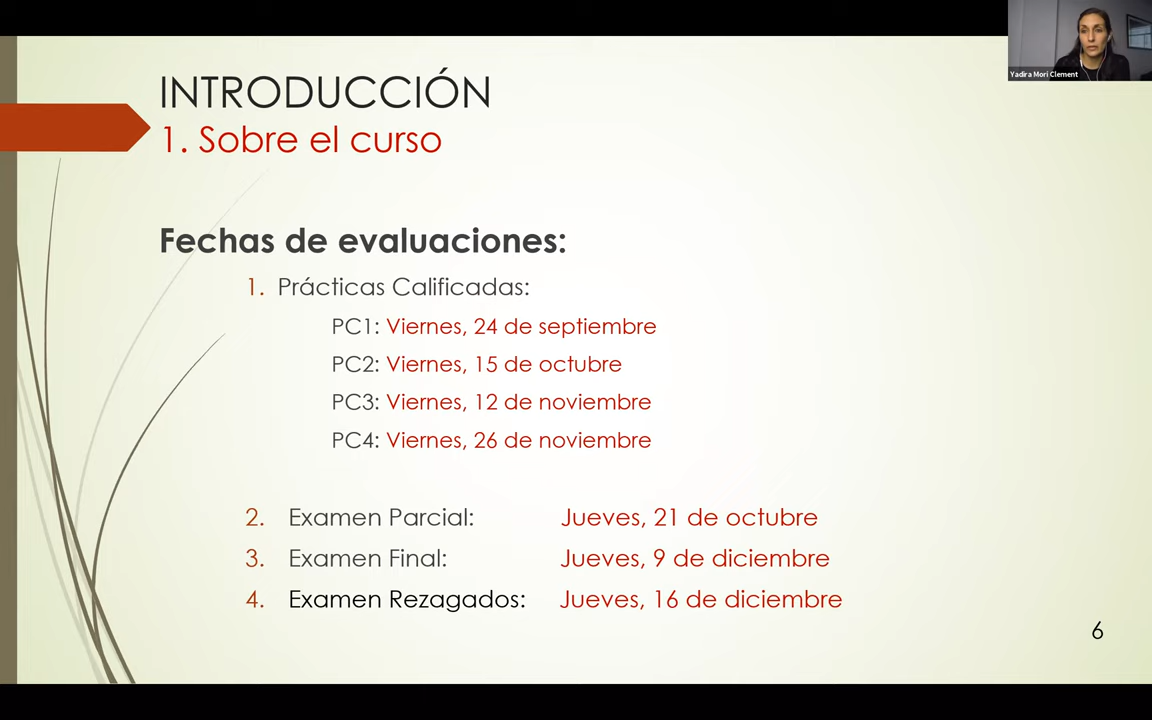 Yadira Mori Clement
INTRODUCCIÓN
1. Sobre el curso
Fechas de evaluaciones:
1. Prácticas Calificadas:
PC1: Viernes, 24 de septiembre
PC2: Viernes, 15 de octubre
PC3: Viernes, 12 de noviembre
PC4: Viernes, 26 de noviembre
2. Examen Parcial: Jueves, 21 de octubre
3. Examen Final: Jueves, 9 de diciembre
4. Examen Rezagados: Jueves, 16 de diciembre
6